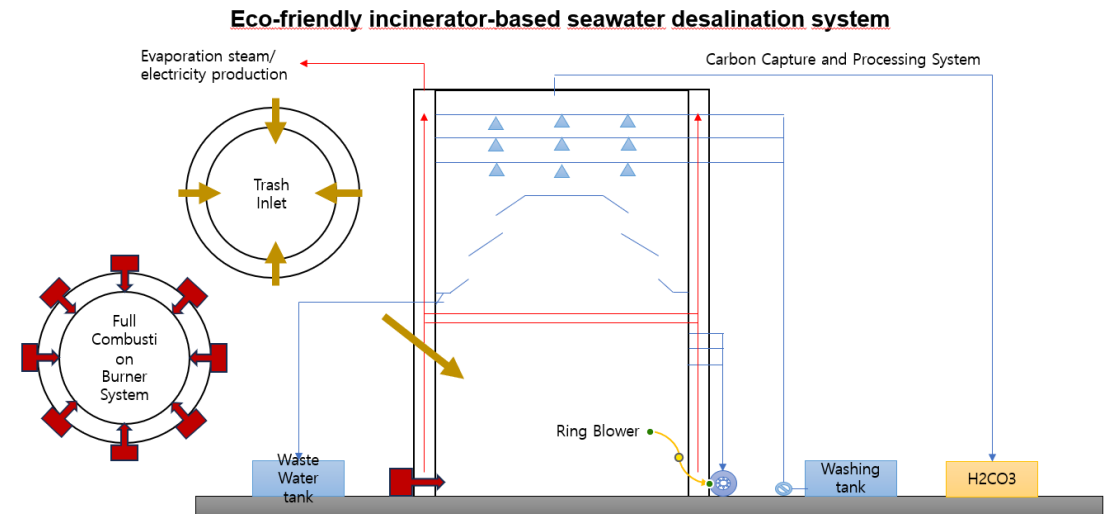 Eco-friendly incinerator-based seawater desalination system
Evaporation steam/
electricity production
Carbon Capture and Processing System
Trash
Inlet
Full
Combusti
on
Burner
System
Ring Blower
Waste
Water
tank
Washing
tank
H2CO3